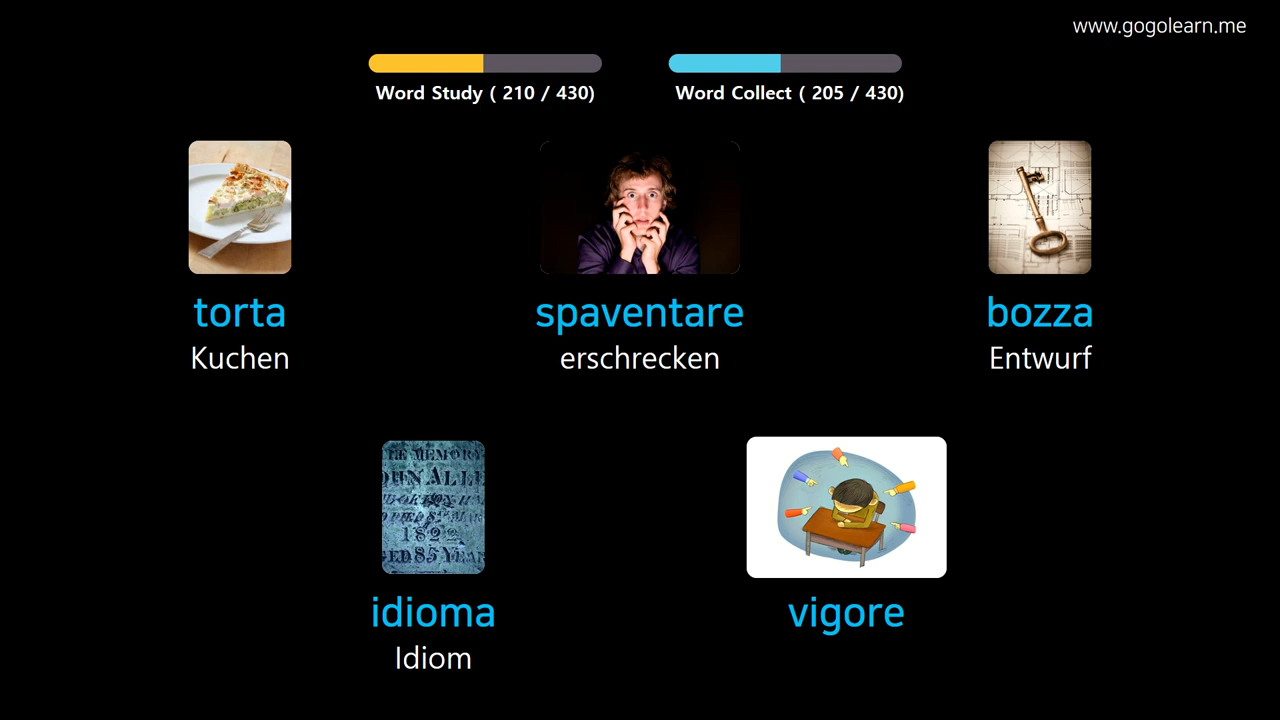 www.gogolearn.me
Word Study ( 210 / 430)
Word Collect ( 205 / 430)
torta
Kuchen
spaventare
erschrecken
bozza
Entwurf
1822
idioma
Idiom
vigore